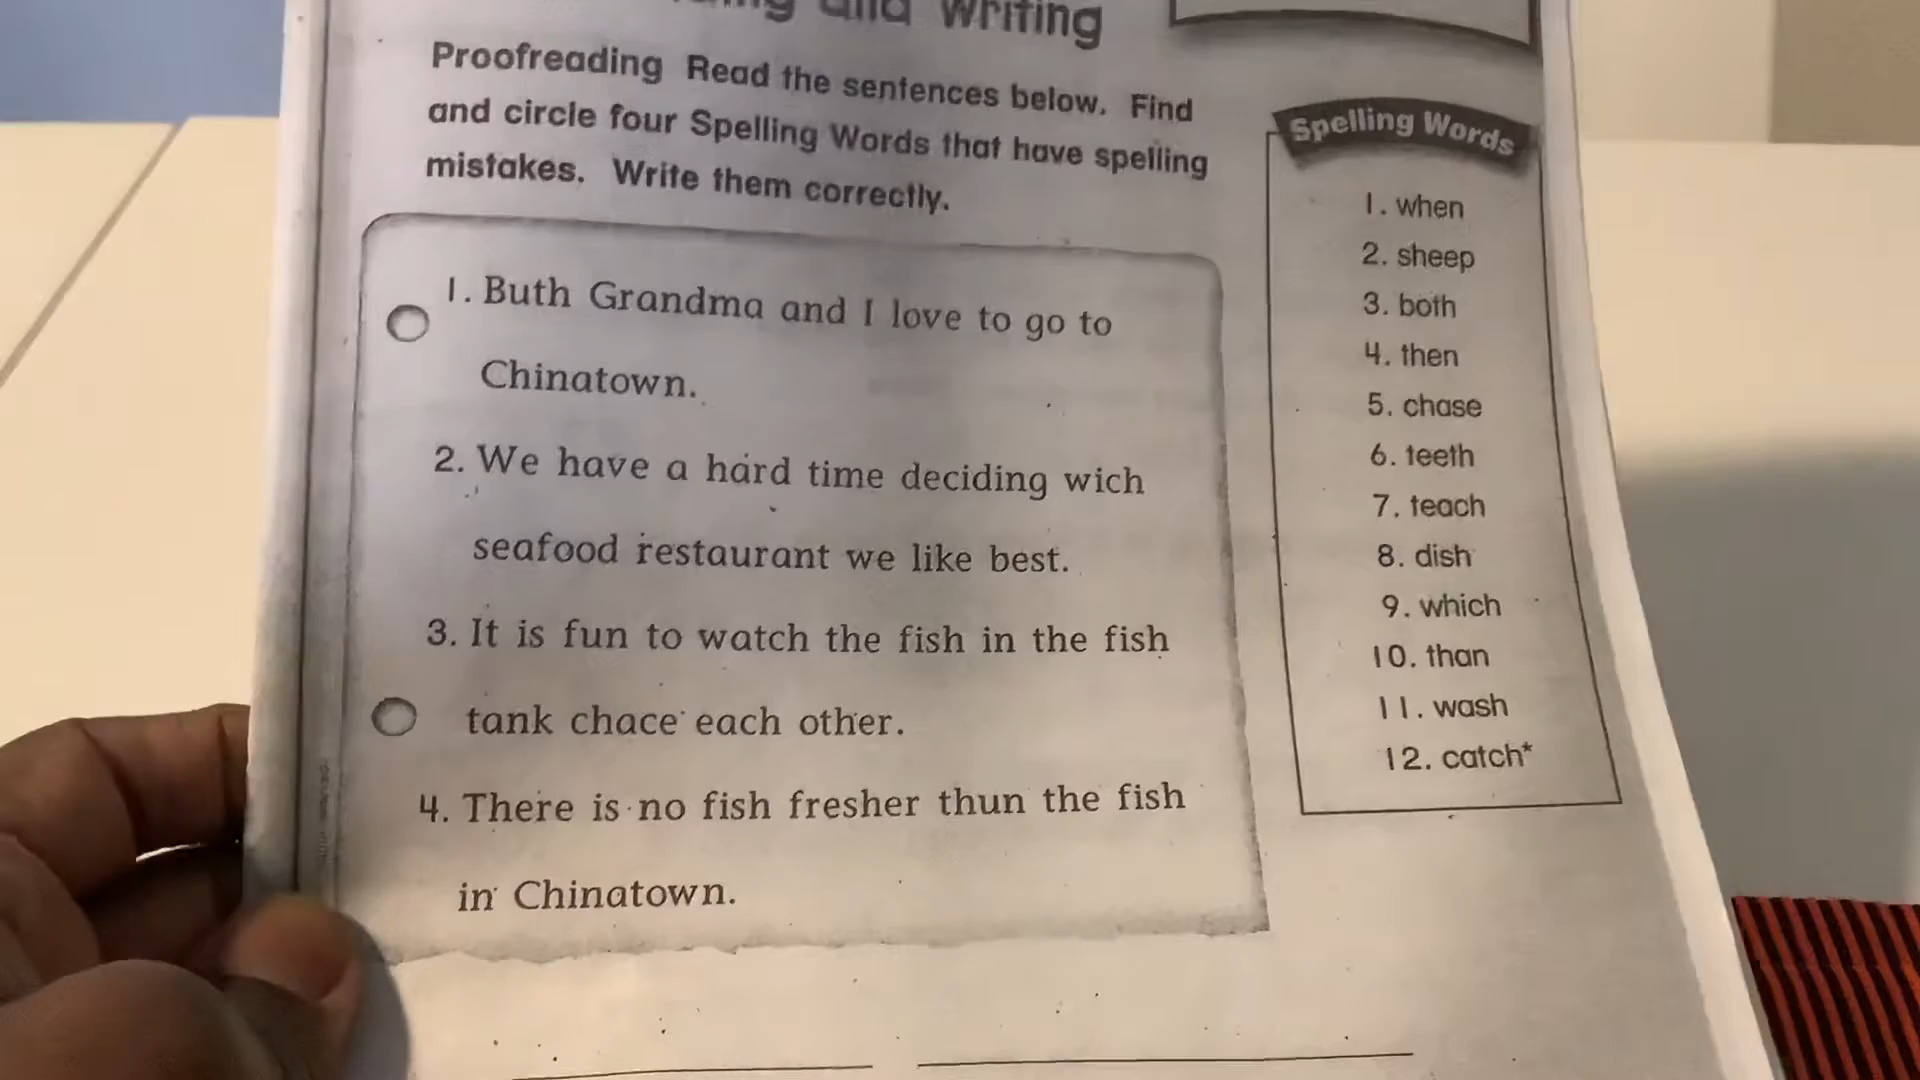 and Writing
Proofreading Read the sentences below. Find
and circle four Spelling Words that have spelling
mistakes. Write them correctly.
1. Buth Grandma and I love to go to
Chinatown.
2. We have a hard time deciding wich
seafood restaurant we like best.
3. It is fun to watch the fish in the fish
tank chace each other.
4. There is no fish fresher thun the fish
in Chinatown.
Spelling Words
1. when
2. sheep
3. both
4. then
5. chase
6. teeth
7. teach
8. dish
9. which
10. than
11. wash
12. catch*